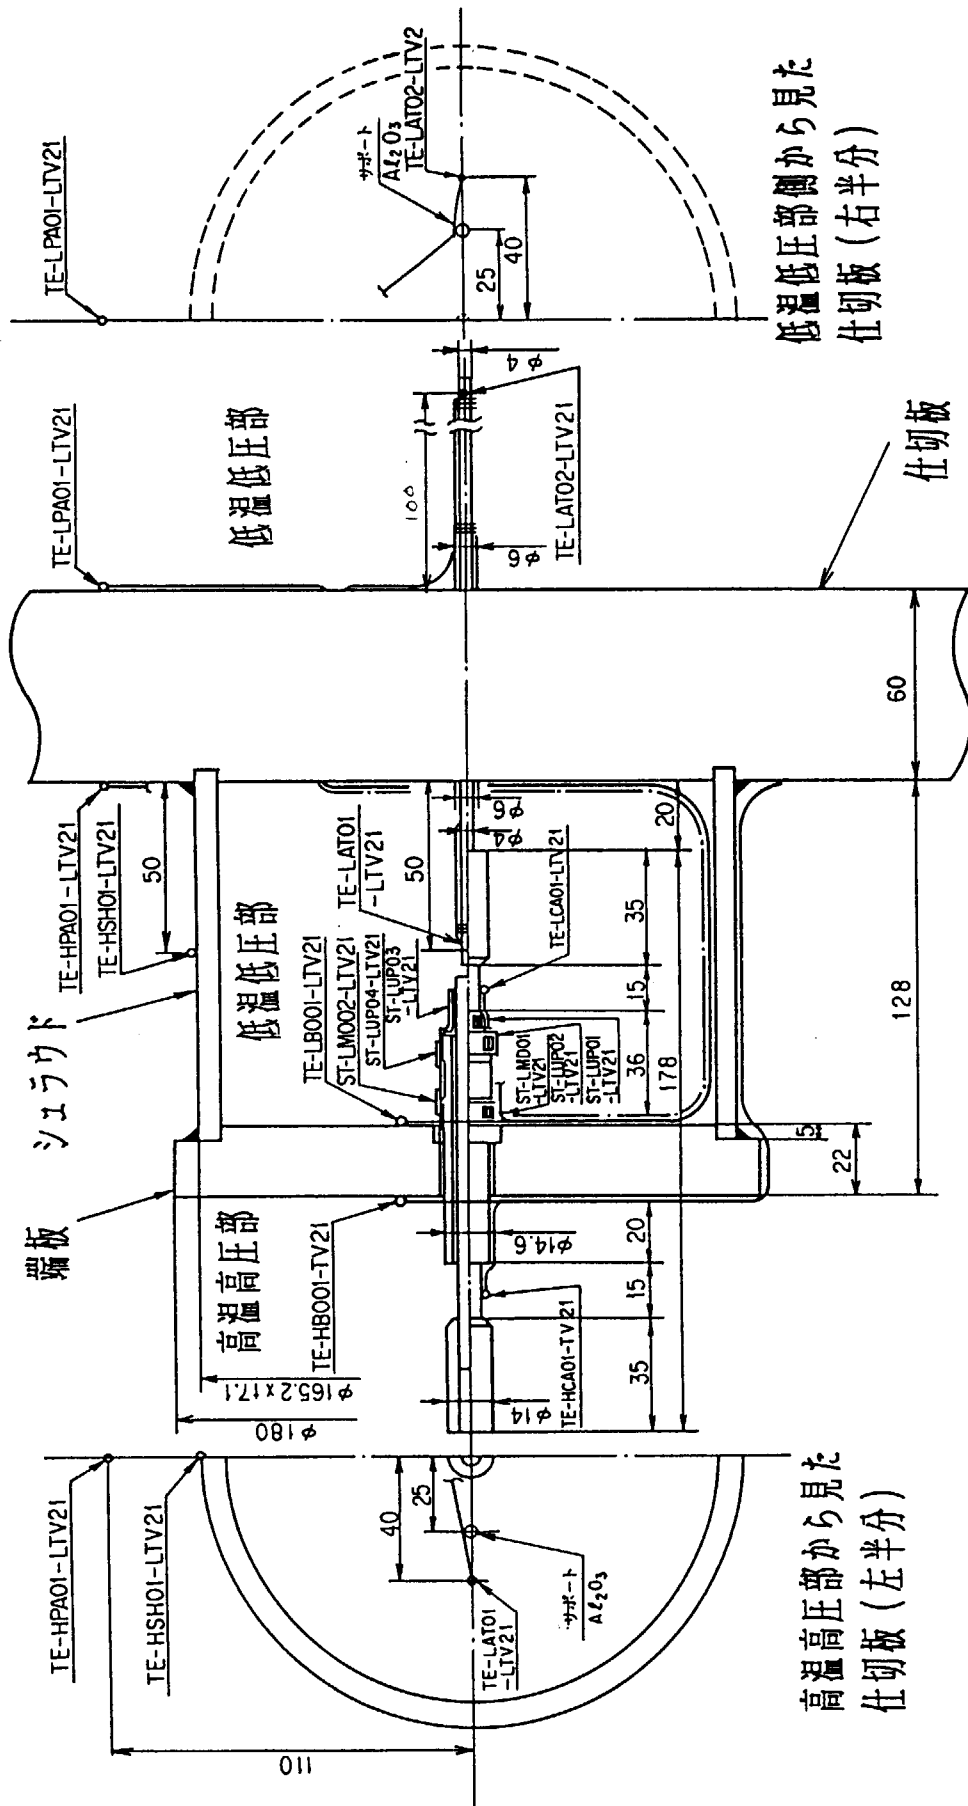 TE-HPA01-LTV21
TE-HSH01-LTV21
110
40
25
TE-LAT01
-LTV21
サポート
Aℓ₂O₃
高温高圧部から見た
仕切板(左半分)
端板
シュラウド
TE-HPA01-LTV21
TE-HSH01-LTV21
50
φ180
φ165.2×t7.1
高温高圧部
TE-HB001-TV21
低温低圧部
TE-LB001-LTV21
ST-LM002-LTV21
ST-LUP04-LTV21
ST-LUP03
-LTV21
TE-LAT01
-LTV21
50
φ6
φ4
φ14
φ14.6
TE-HCA01-TV21
ST-LMD01
-LTV21
ST-LUP02
-LTV21
ST-LUP01
-LTV21
TE-LCA01-LTV21
35
15
20
36
15
35
20
178
5
22
128
60
TE-LPA01-LTV21
低温低圧部
100
φ6
φ4
TE-LAT02-LTV21
仕切板
TE-LPA01-LTV21
サポート
Aℓ₂O₃
TE-LAT02-LTV2
25
40
低温低圧部側から見た
仕切板(右半分)